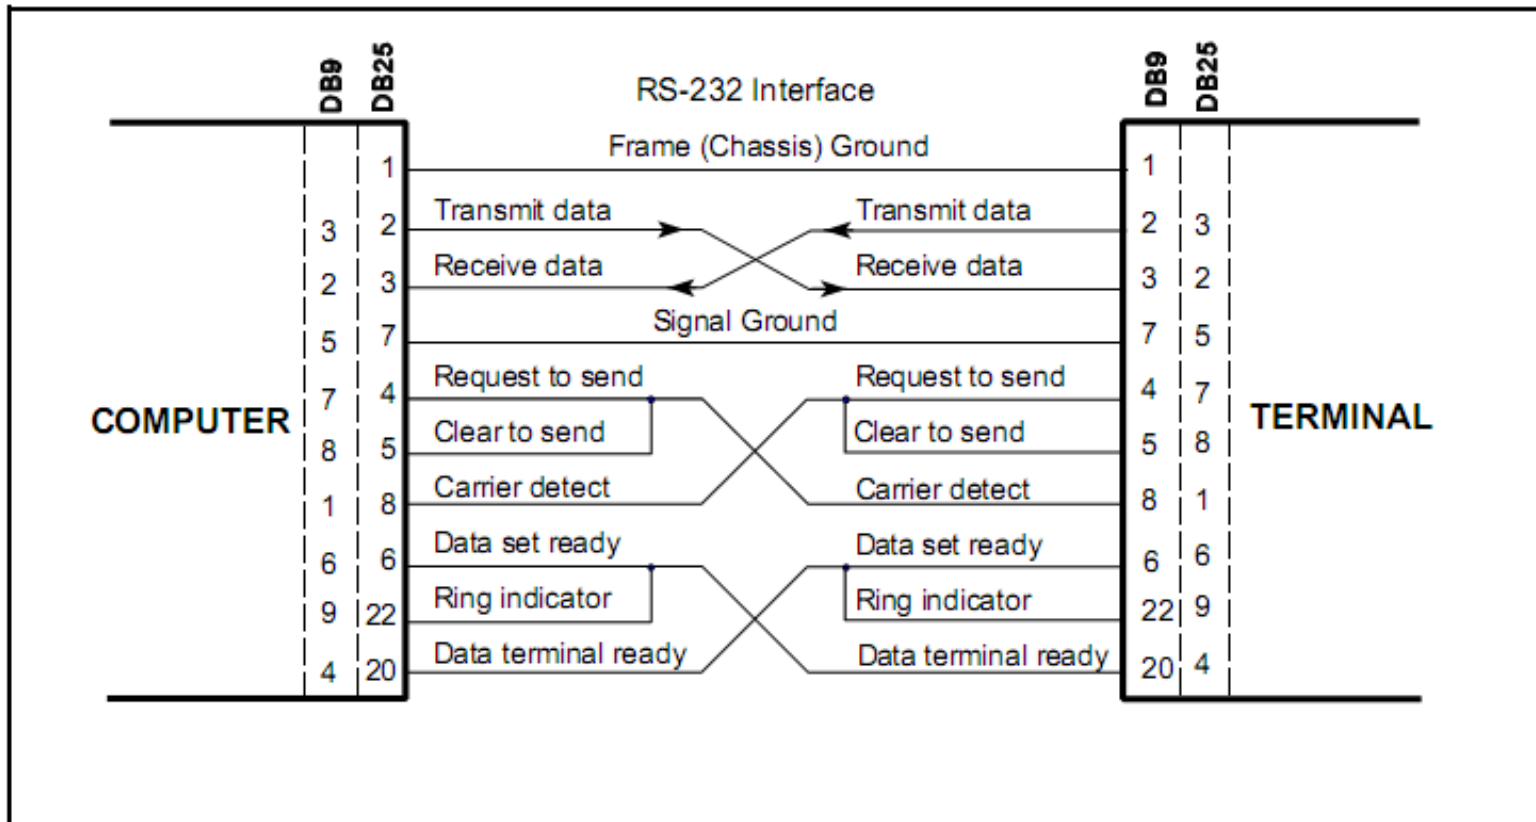 DB9 DB25 RS-232 Interface DB9 DB25
1 Frame (Chassis) Ground 1
3 2 Transmit data Transmit data 2 3
2 3 Receive data Receive data 3 2
5 7 Signal Ground 7 5
7 4 Request to send Request to send 4 7
COMPUTER TERMINAL
8 5 Clear to send Clear to send 5 8
1 8 Carrier detect Carrier detect 8 1
6 6 Data set ready Data set ready 6 6
9 22 Ring indicator Ring indicator 22 9
4 20 Data terminal ready Data terminal ready 20 4